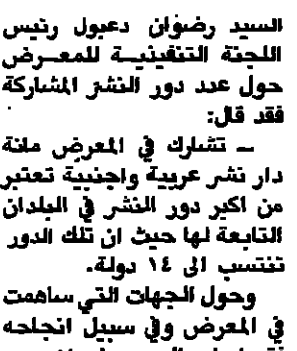 السيد رضوان دعبول رئيس
اللجنة التنفيذية للمعرض
حول عدد دور النشر المشاركة
فقد قال:
ـ تشارك في المعرض مائة
دار نشر عربية واجنبية تعتبر
من اكبر دور النشر في البلدان
التابعة لها حيث ان تلك الدور
تنتسب الى ١٤ دولة.
وحول الجهات التي ساهمت
في المعرض وفي سبيل انجاحه